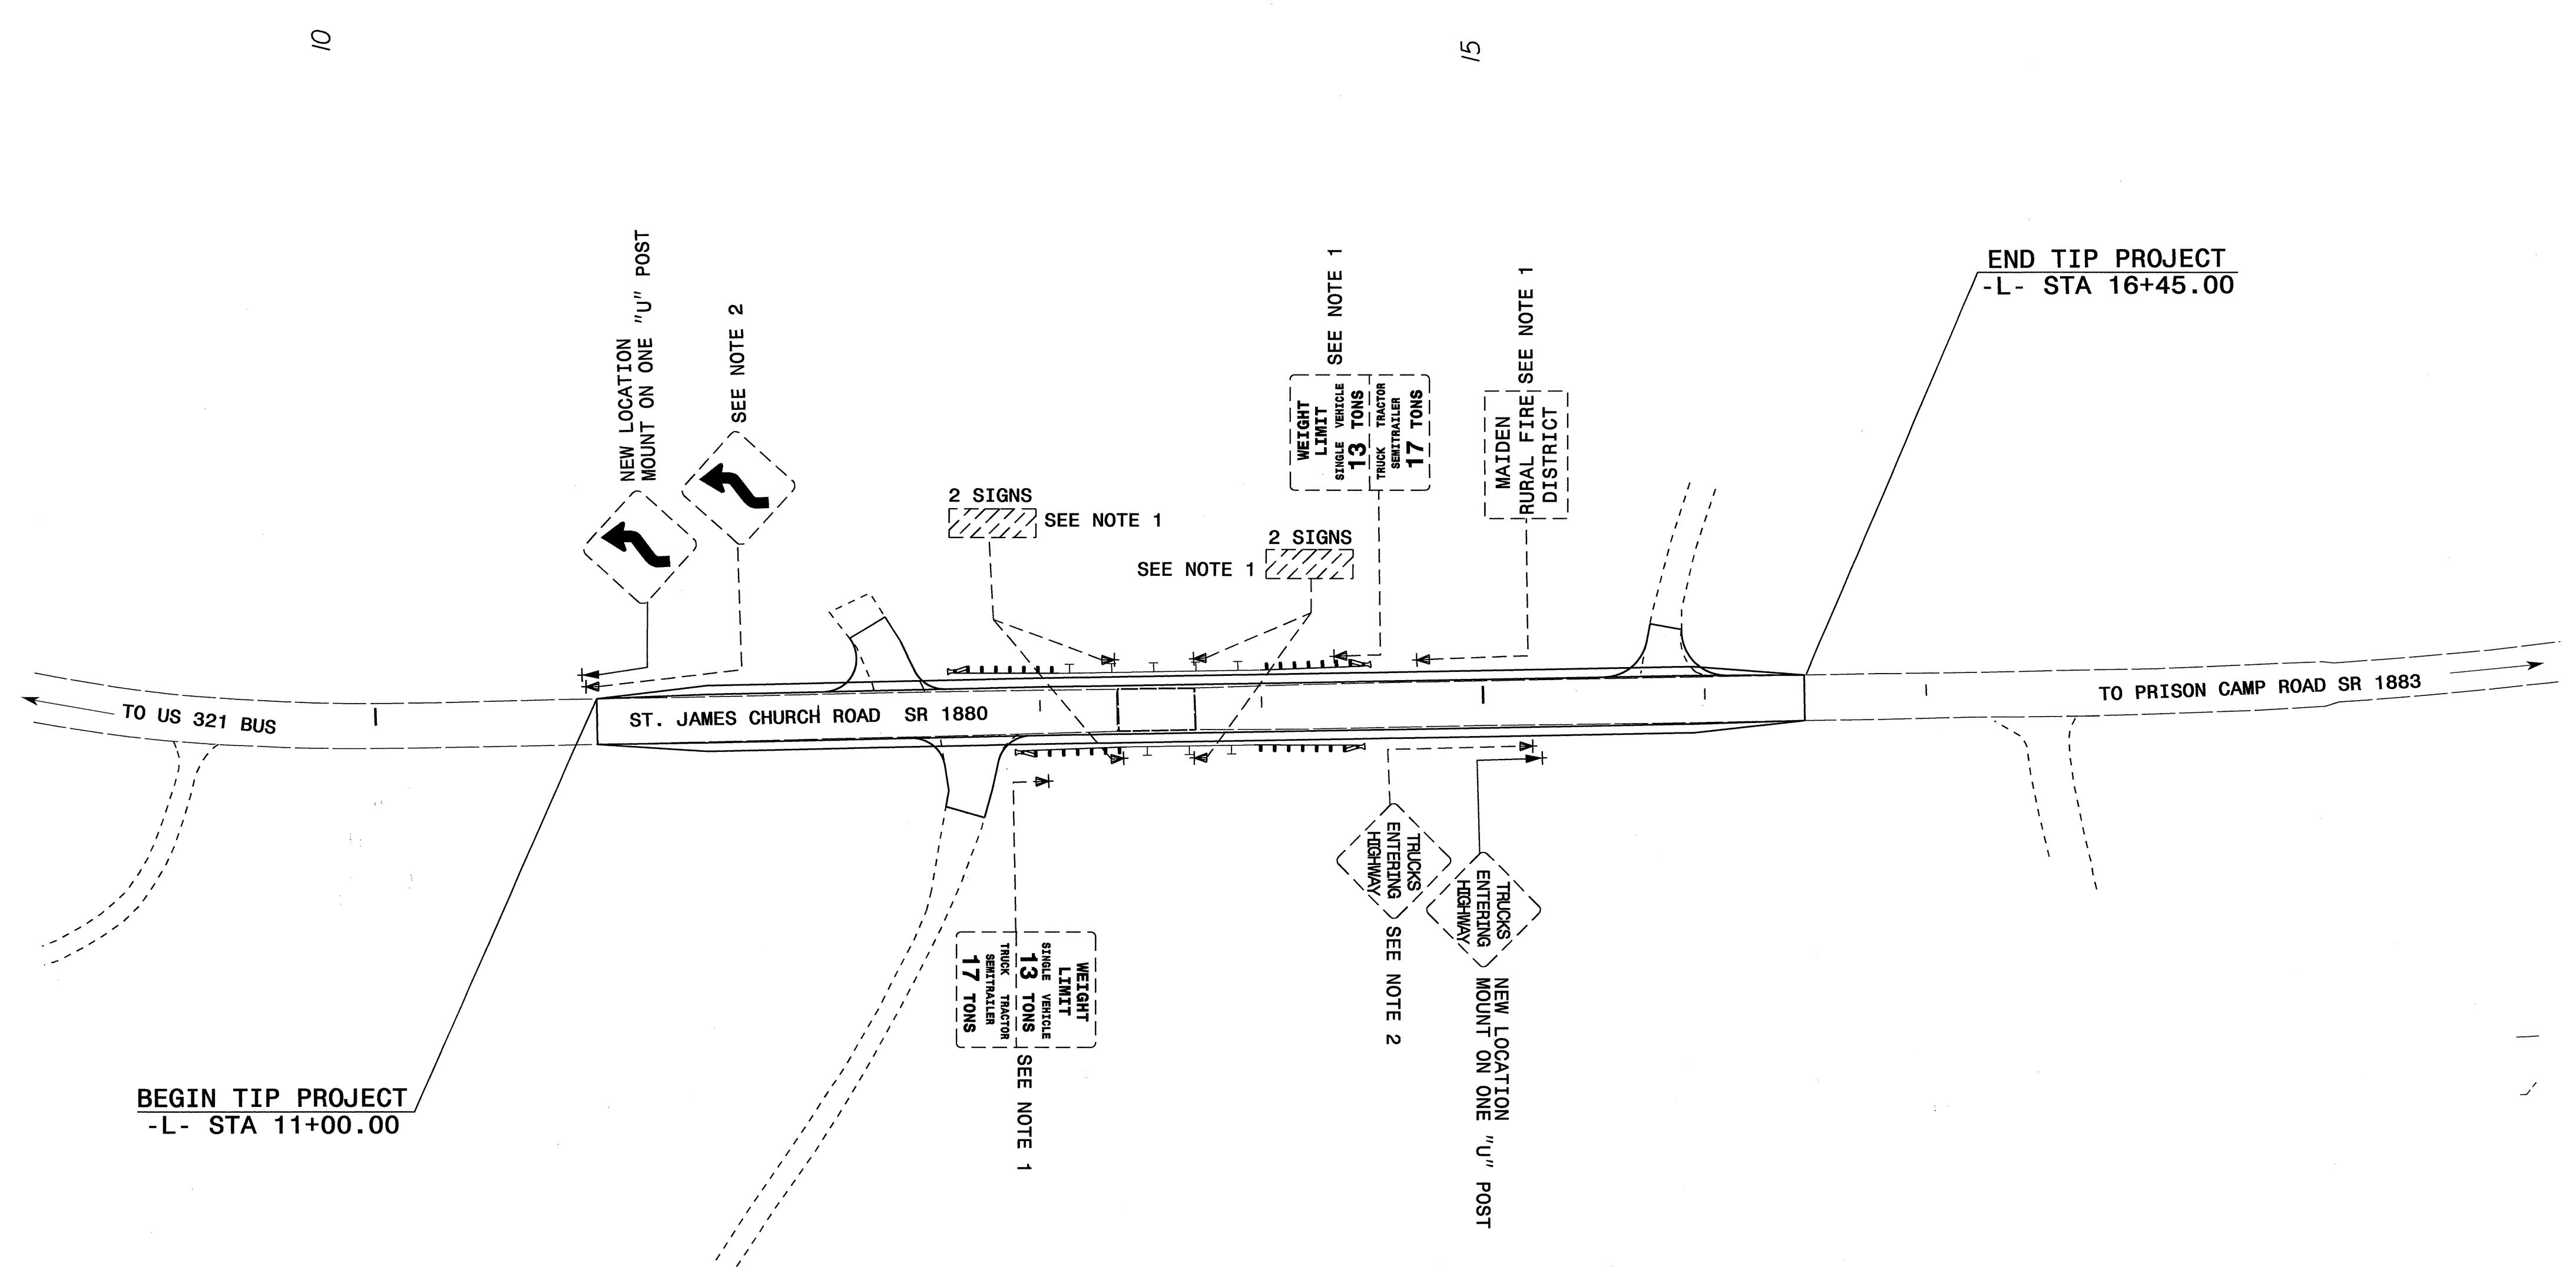 10
15
NEW LOCATION
MOUNT ON ONE "U" POST
SEE NOTE 2
2 SIGNS
SEE NOTE 1
2 SIGNS
SEE NOTE 1
SEE NOTE 1
WEIGHT
LIMIT
SINGLE VEHICLE
13 TONS
TRUCK TRACTOR
SEMITRAILER
17 TONS
SEE NOTE 1
MAIDEN
RURAL FIRE
DISTRICT
END TIP PROJECT
-L- STA 16+45.00
TO US 321 BUS
ST. JAMES CHURCH ROAD SR 1880
TO PRISON CAMP ROAD SR 1883
TRUCKS
ENTERING
HIGHWAY
SEE NOTE 2
TRUCKS
ENTERING
HIGHWAY
NEW LOCATION
MOUNT ON ONE "U" POST
WEIGHT
LIMIT
SINGLE VEHICLE
13 TONS
TRUCK TRACTOR
SEMITRAILER
17 TONS
SEE NOTE 1
BEGIN TIP PROJECT
-L- STA 11+00.00